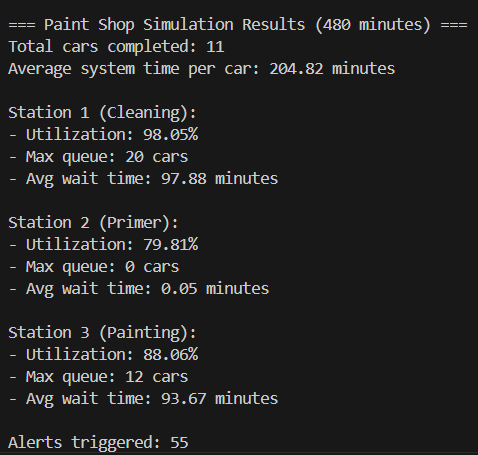 === Paint Shop Simulation Results (480 minutes) ===
Total cars completed: 11
Average system time per car: 204.82 minutes
Station 1 (Cleaning):
- Utilization: 98.05%
- Max queue: 20 cars
- Avg wait time: 97.88 minutes
Station 2 (Primer):
- Utilization: 79.81%
- Max queue: 0 cars
- Avg wait time: 0.05 minutes
Station 3 (Painting):
- Utilization: 88.06%
- Max queue: 12 cars
- Avg wait time: 93.67 minutes
Alerts triggered: 55